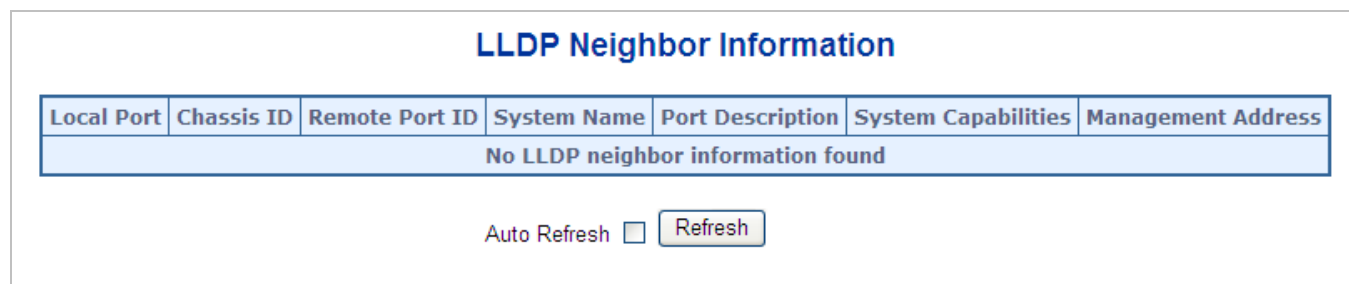 LLDP Neighbor Information
Local Port Chassis ID Remote Port ID System Name Port Description System Capabilities Management Address
No LLDP neighbor information found
Auto Refresh Refresh